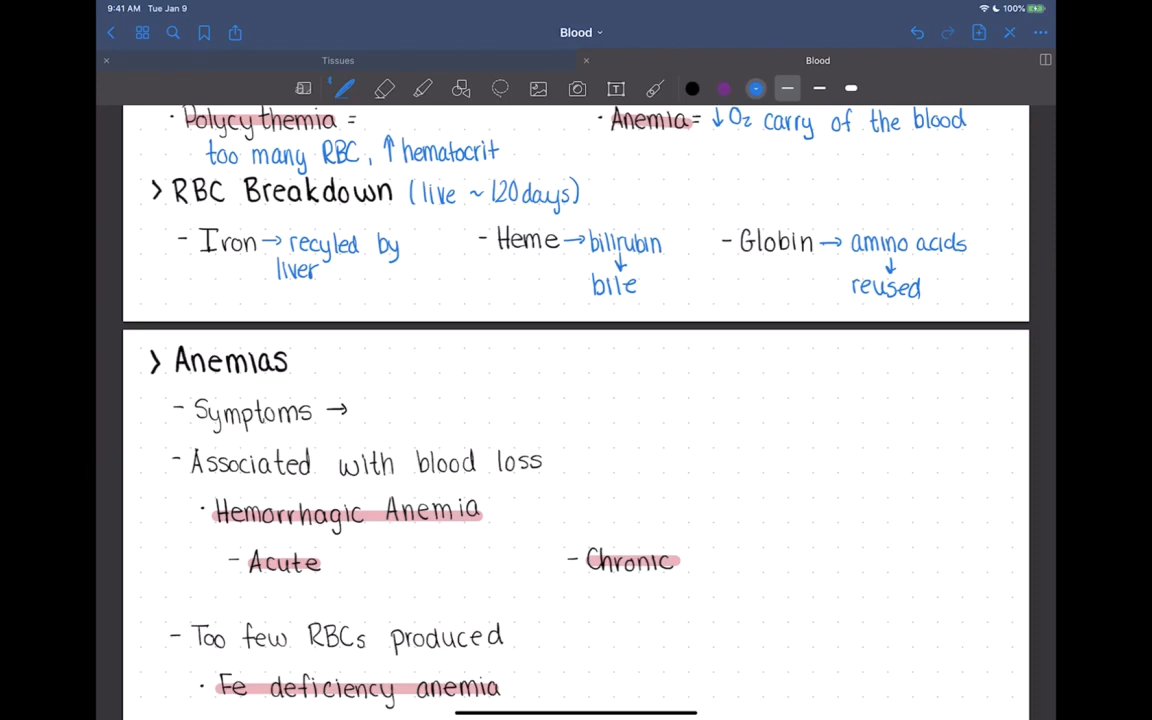 9:41 AM Tue Jan 9 100%
Blood
Tissues Blood
· Polycythemia =
too many RBC, ↑ hematocrit
· Anemia = ↓ O₂ carry of the blood
> RBC Breakdown (live ~ 120 days)
- Iron → recyled by
liver
- Heme → bilirubin
↓
bile
- Globin → amino acids
↓
reused
> Anemias
- Symptoms →
- Associated with blood loss
· Hemorrhagic Anemia
- Acute - Chronic
- Too few RBCs produced
· Fe deficiency anemia